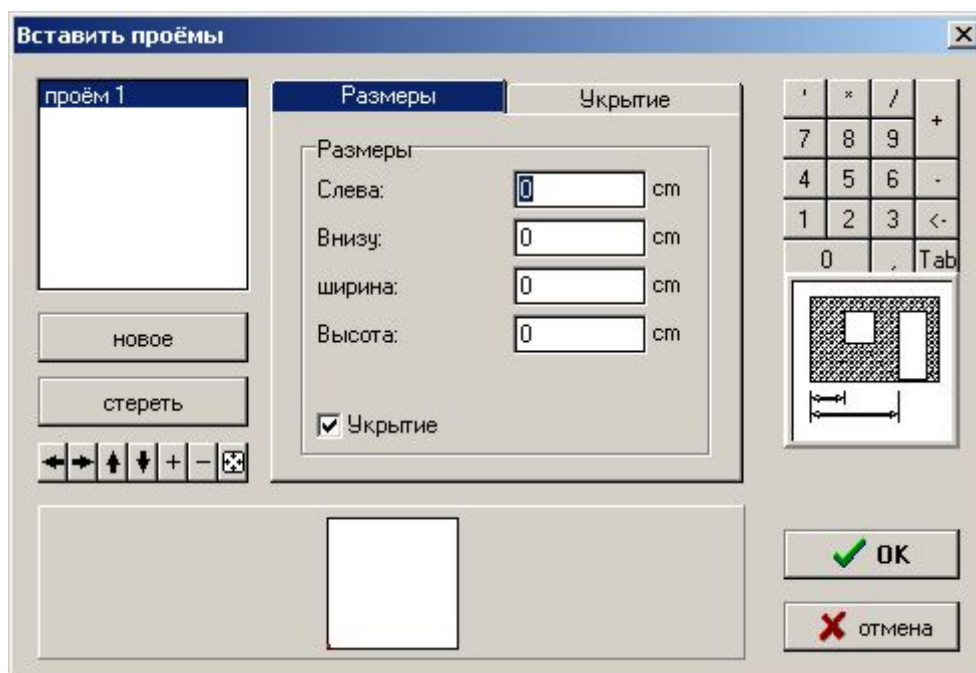 Вставить проёмы
проём 1
новое
стереть
+ −
Размеры Укрытие
Размеры
Слева: 0 cm
Внизу: 0 cm
ширина: 0 cm
Высота: 0 cm
Укрытие
' * / +
7 8 9
4 5 6 -
1 2 3 <-
0 , Tab
OK
отмена